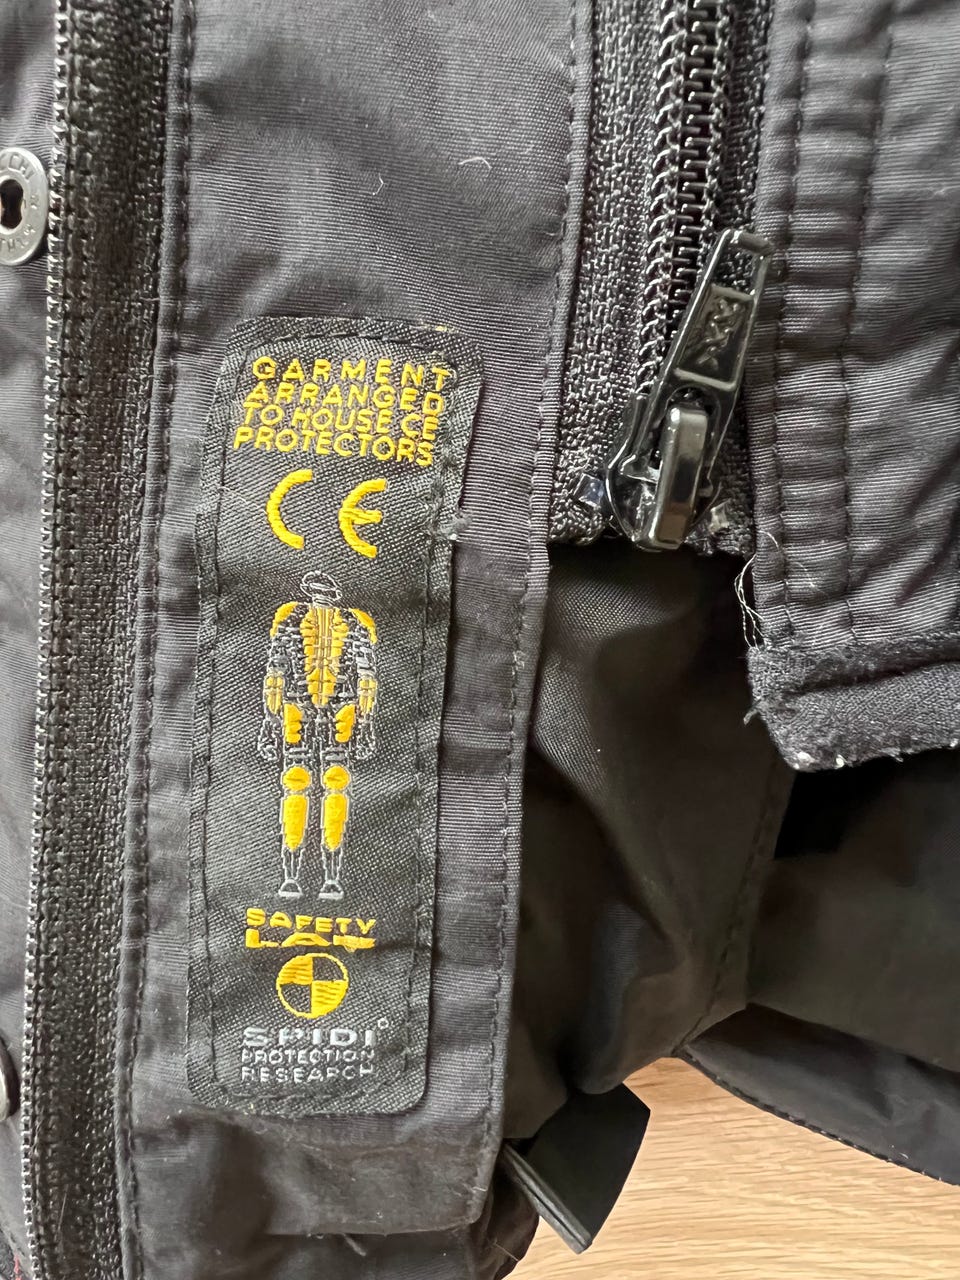 GARMENT
ARRANGED
TO HOUSE CE
PROTECTORS
CE
SAFETY
LAB
SPIDI
PROTECTION
RESEARCH